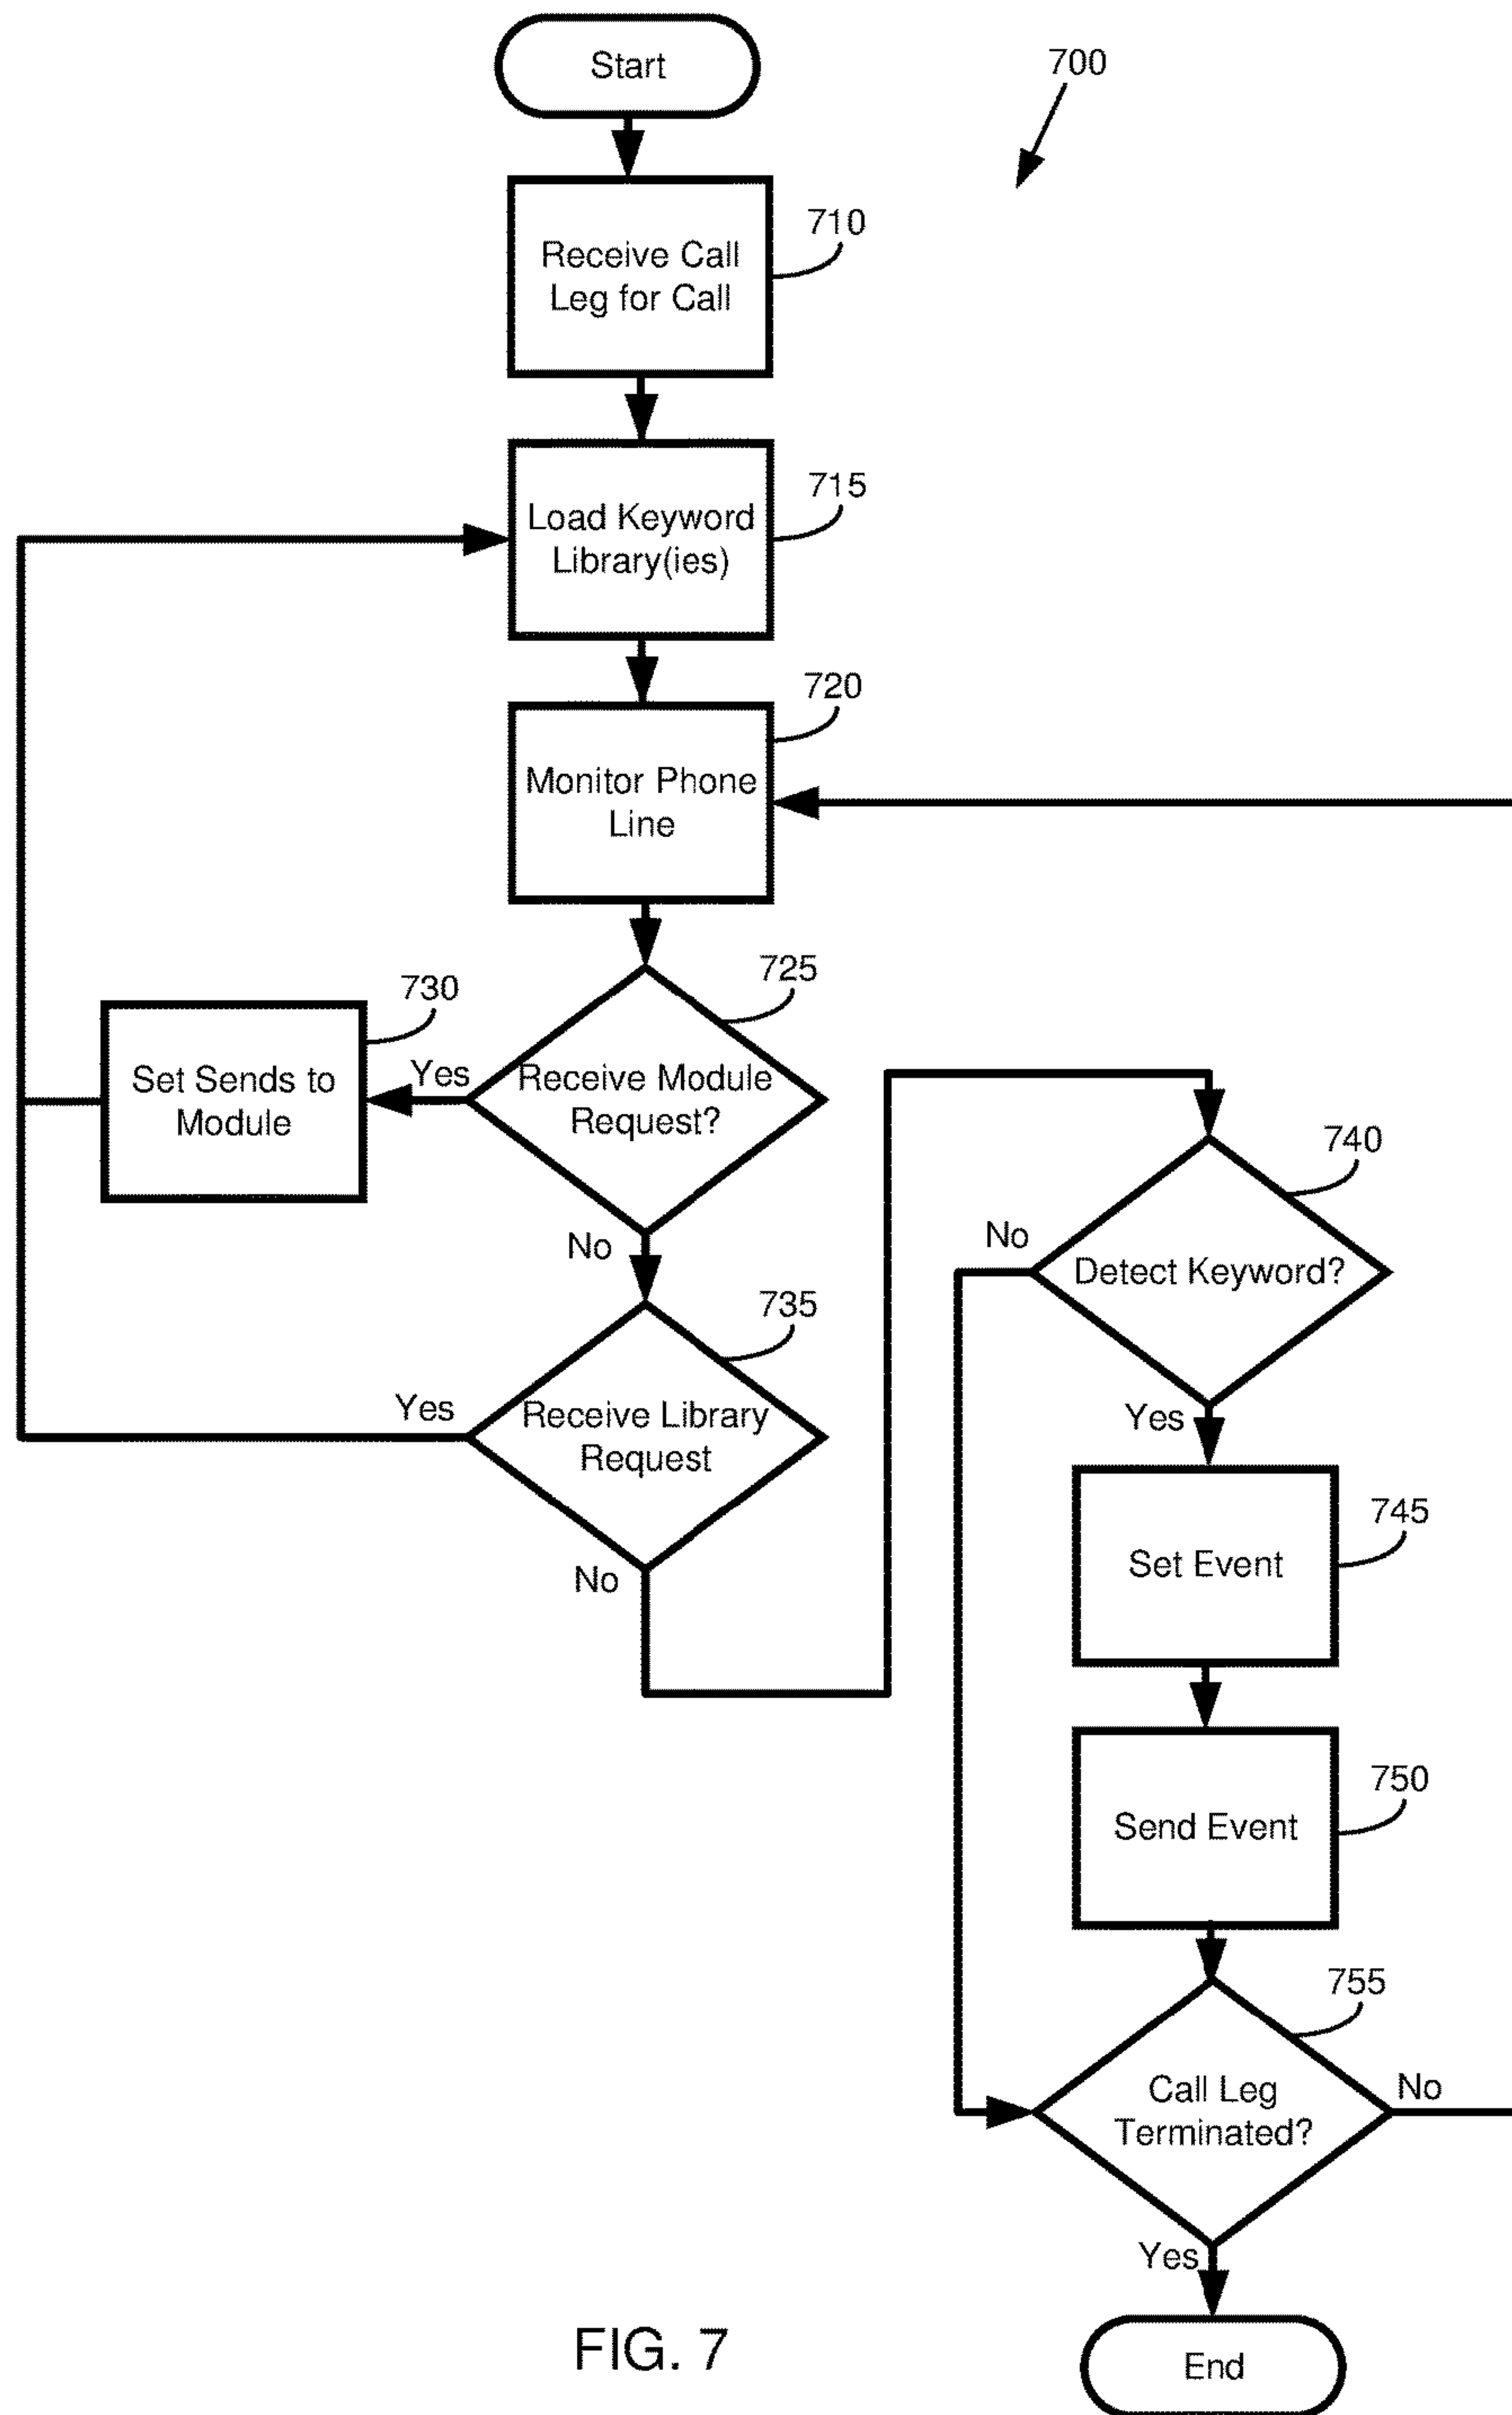 Start
700
710
Receive Call
Leg for Call
715
Load Keyword
Library(ies)
720
Monitor Phone
Line
725
730
Receive Module
Request?
Yes
Set Sends to
Module
No
735
Receive Library
Request
Yes
No
740
Detect Keyword?
No
Yes
745
Set Event
750
Send Event
755
Call Leg
Terminated?
No
Yes
End
FIG. 7